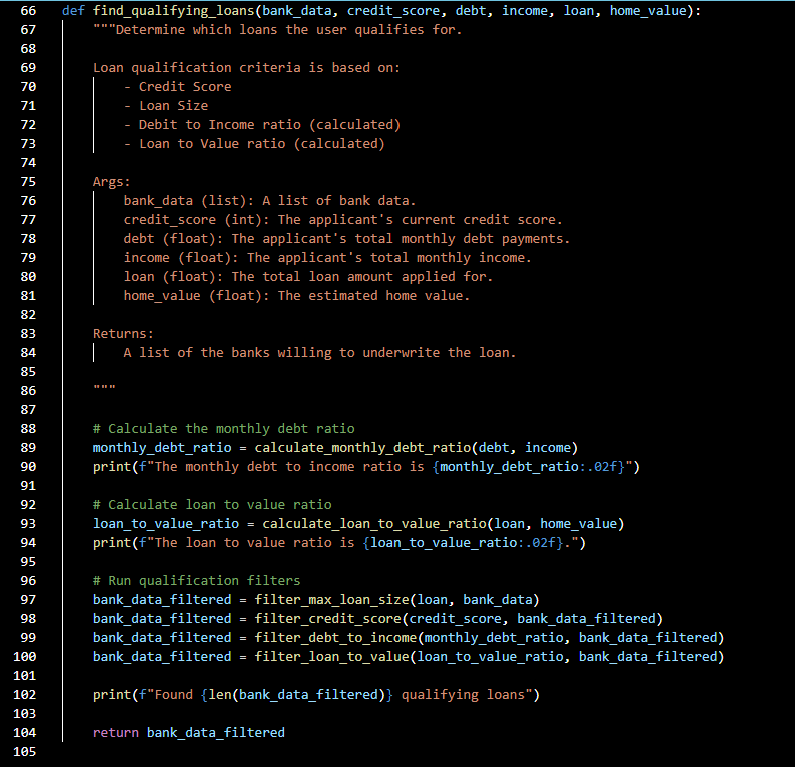 66 def find_qualifying_loans(bank_data, credit_score, debt, income, loan, home_value):
67 """Determine which loans the user qualifies for.
68
69 Loan qualification criteria is based on:
70 - Credit Score
71 - Loan Size
72 - Debit to Income ratio (calculated)
73 - Loan to Value ratio (calculated)
74
75 Args:
76 bank_data (list): A list of bank data.
77 credit_score (int): The applicant's current credit score.
78 debt (float): The applicant's total monthly debt payments.
79 income (float): The applicant's total monthly income.
80 loan (float): The total loan amount applied for.
81 home_value (float): The estimated home value.
82
83 Returns:
84 A list of the banks willing to underwrite the loan.
85
86 """
87
88 # Calculate the monthly debt ratio
89 monthly_debt_ratio = calculate_monthly_debt_ratio(debt, income)
90 print(f"The monthly debt to income ratio is {monthly_debt_ratio:.02f}")
91
92 # Calculate loan to value ratio
93 loan_to_value_ratio = calculate_loan_to_value_ratio(loan, home_value)
94 print(f"The loan to value ratio is {loan_to_value_ratio:.02f}.")
95
96 # Run qualification filters
97 bank_data_filtered = filter_max_loan_size(loan, bank_data)
98 bank_data_filtered = filter_credit_score(credit_score, bank_data_filtered)
99 bank_data_filtered = filter_debt_to_income(monthly_debt_ratio, bank_data_filtered)
100 bank_data_filtered = filter_loan_to_value(loan_to_value_ratio, bank_data_filtered)
101
102 print(f"Found {len(bank_data_filtered)} qualifying loans")
103
104 return bank_data_filtered
105